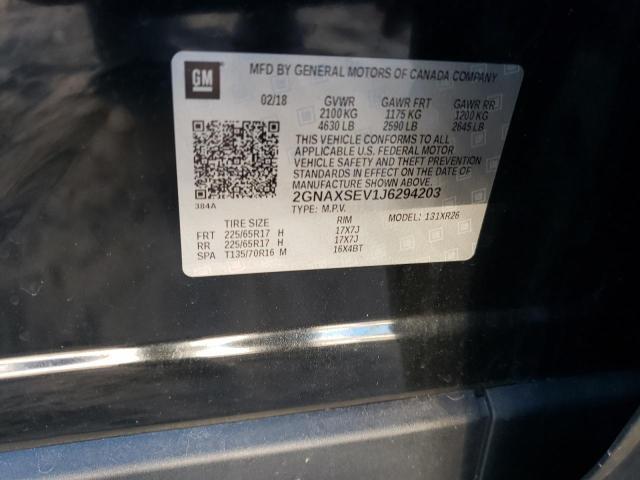 GM
MFD BY GENERAL MOTORS OF CANADA COMPANY
02/18 GVWR GAWR FRT GAWR RR
2100 KG 1175 KG 1200 KG
4630 LB 2590 LB 2645 LB
THIS VEHICLE CONFORMS TO ALL
APPLICABLE U.S. FEDERAL MOTOR
VEHICLE SAFETY AND THEFT PREVENTION
STANDARDS IN EFFECT ON THE DATE
OF MANUFACTURE SHOWN ABOVE.
384A 2GNAXSEV1J6294203
TYPE: M.P.V. MODEL: 131XR26
TIRE SIZE RIM
FRT 225/65R17 H 17X7J
RR 225/65R17 H 17X7J
SPA T135/70R16 M 16X4BT